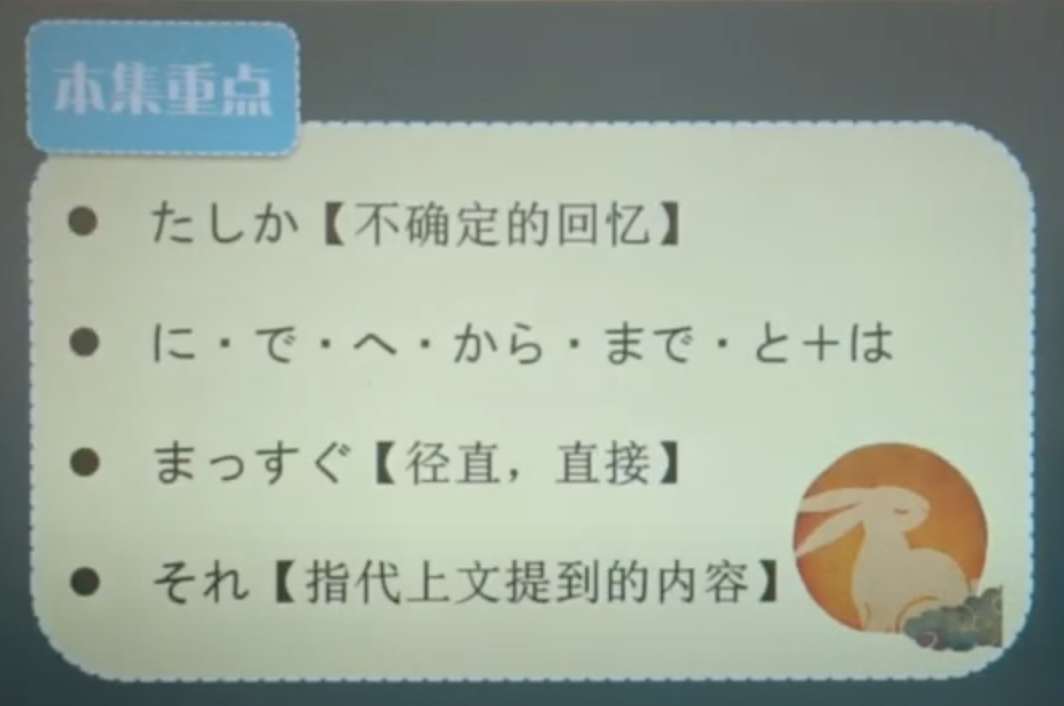 本集重点
● たしか【不确定的回忆】
● に・で・へ・から・まで・と＋は
● まっすぐ【径直，直接】
● それ【指代上文提到的内容】